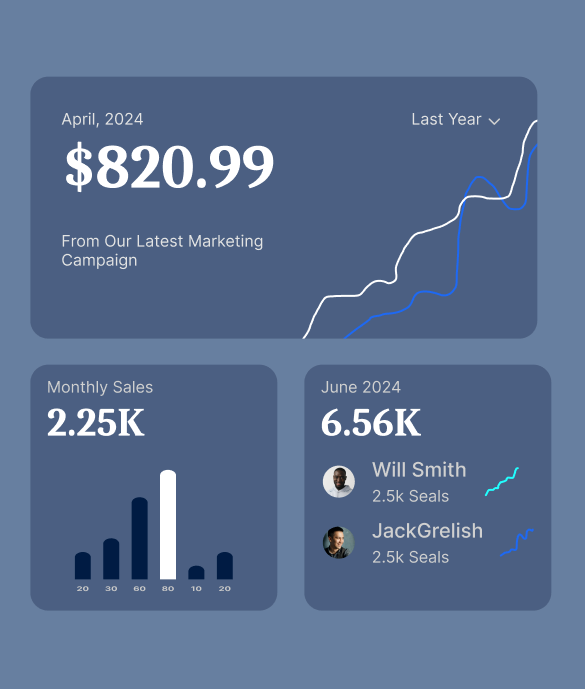 April, 2024
Last Year
$820.99
From Our Latest Marketing
Campaign
Monthly Sales
2.25K
20 30 60 80 10 20
June 2024
6.56K
Will Smith
2.5k Seals
JackGrelish
2.5k Seals